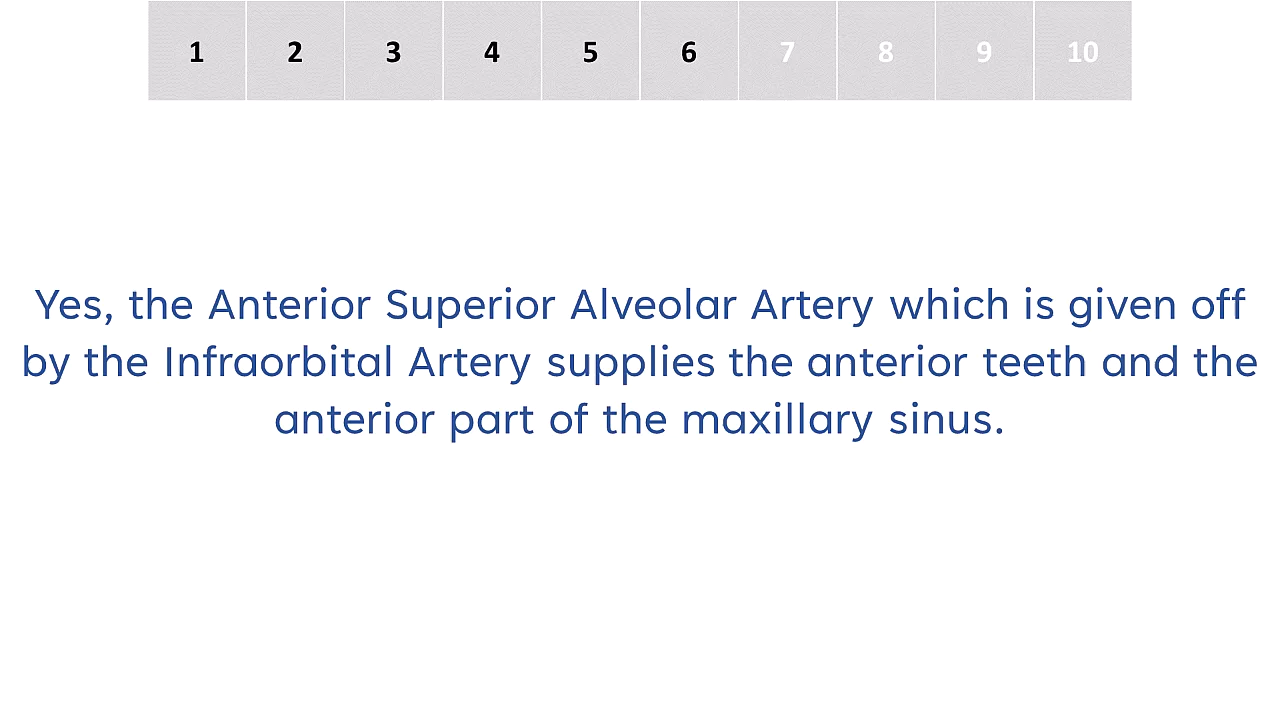 1 2 3 4 5 6 7 8 9 10
Yes, the Anterior Superior Alveolar Artery which is given off
by the Infraorbital Artery supplies the anterior teeth and the
anterior part of the maxillary sinus.